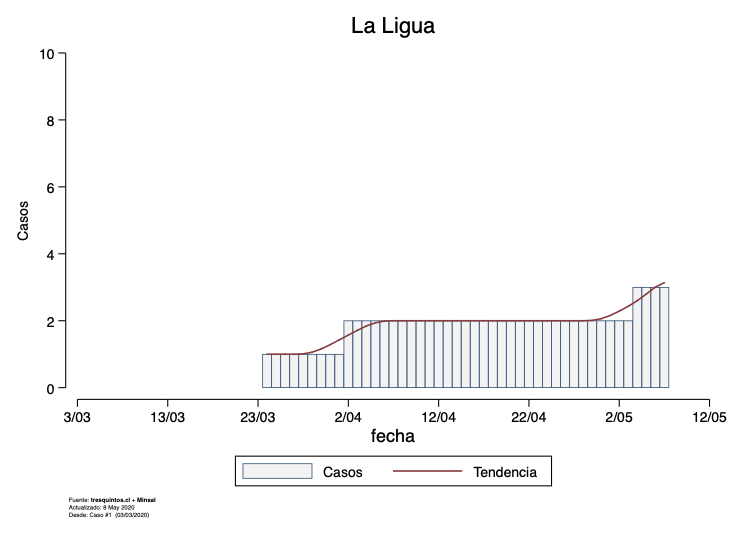 La Ligua
Casos
10
8
6
4
2
0
3/03 13/03 23/03 2/04 12/04 22/04 2/05 12/05
fecha
Casos Tendencia
Fuente: tresquintos.cl + Minsal
Actualizado: 8 May 2020
Desde: Caso #1 (03/03/2020)